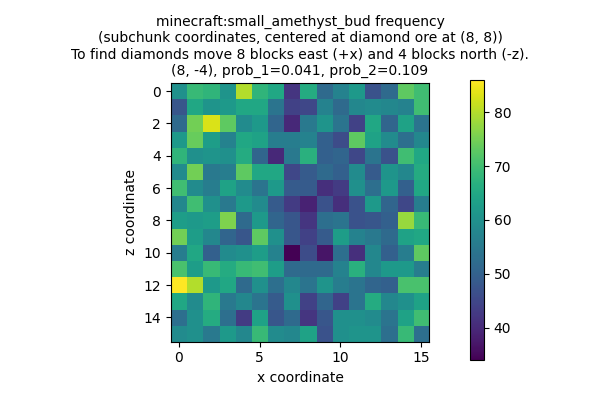 minecraft:small_amethyst_bud frequency
(subchunk coordinates, centered at diamond ore at (8, 8))
To find diamonds move 8 blocks east (+x) and 4 blocks north (-z).
(8, -4), prob_1=0.041, prob_2=0.109
0
2
4
6
8
10
12
14
z coordinate
0
5
10
15
x coordinate
80
70
60
50
40